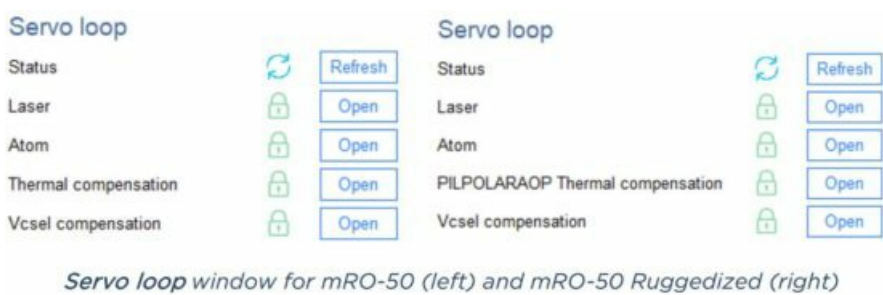 Servo loop
Status Refresh
Laser Open
Atom Open
Thermal compensation Open
Vcsel compensation Open
Servo loop
Status Refresh
Laser Open
Atom Open
PILPOLARAOP Thermal compensation Open
Vcsel compensation Open
Servo loop window for mRO-50 (left) and mRO-50 Ruggedized (right)